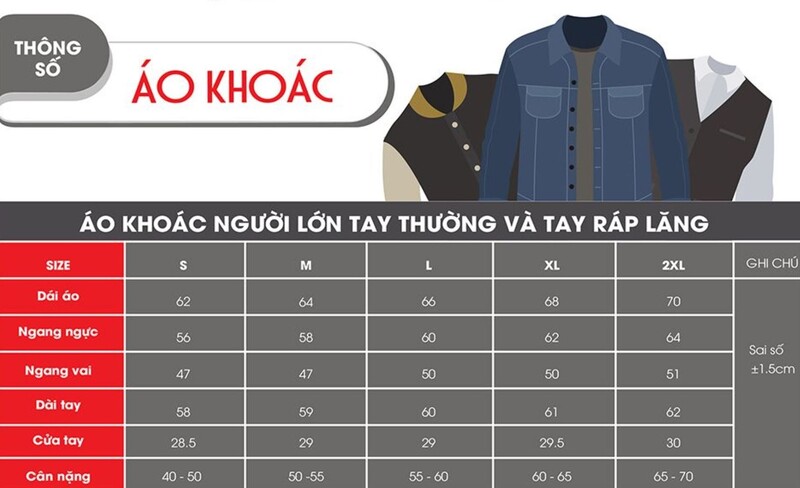 THÔNG
SỐ
ÁO KHOÁC
ÁO KHOÁC NGƯỜI LỚN TAY THƯỜNG VÀ TAY RÁP LĂNG
SIZE S M L XL 2XL GHI CHÚ
Dái áo 62 64 66 68 70
Ngang ngực 56 58 60 62 64
Ngang vai 47 47 50 50 51
Sai số
±1.5cm
Dài tay 58 59 60 61 62
Cửa tay 28.5 29 29 29.5 30
Cân nặng 40 - 50 50 -55 55 - 60 60 - 65 65 - 70